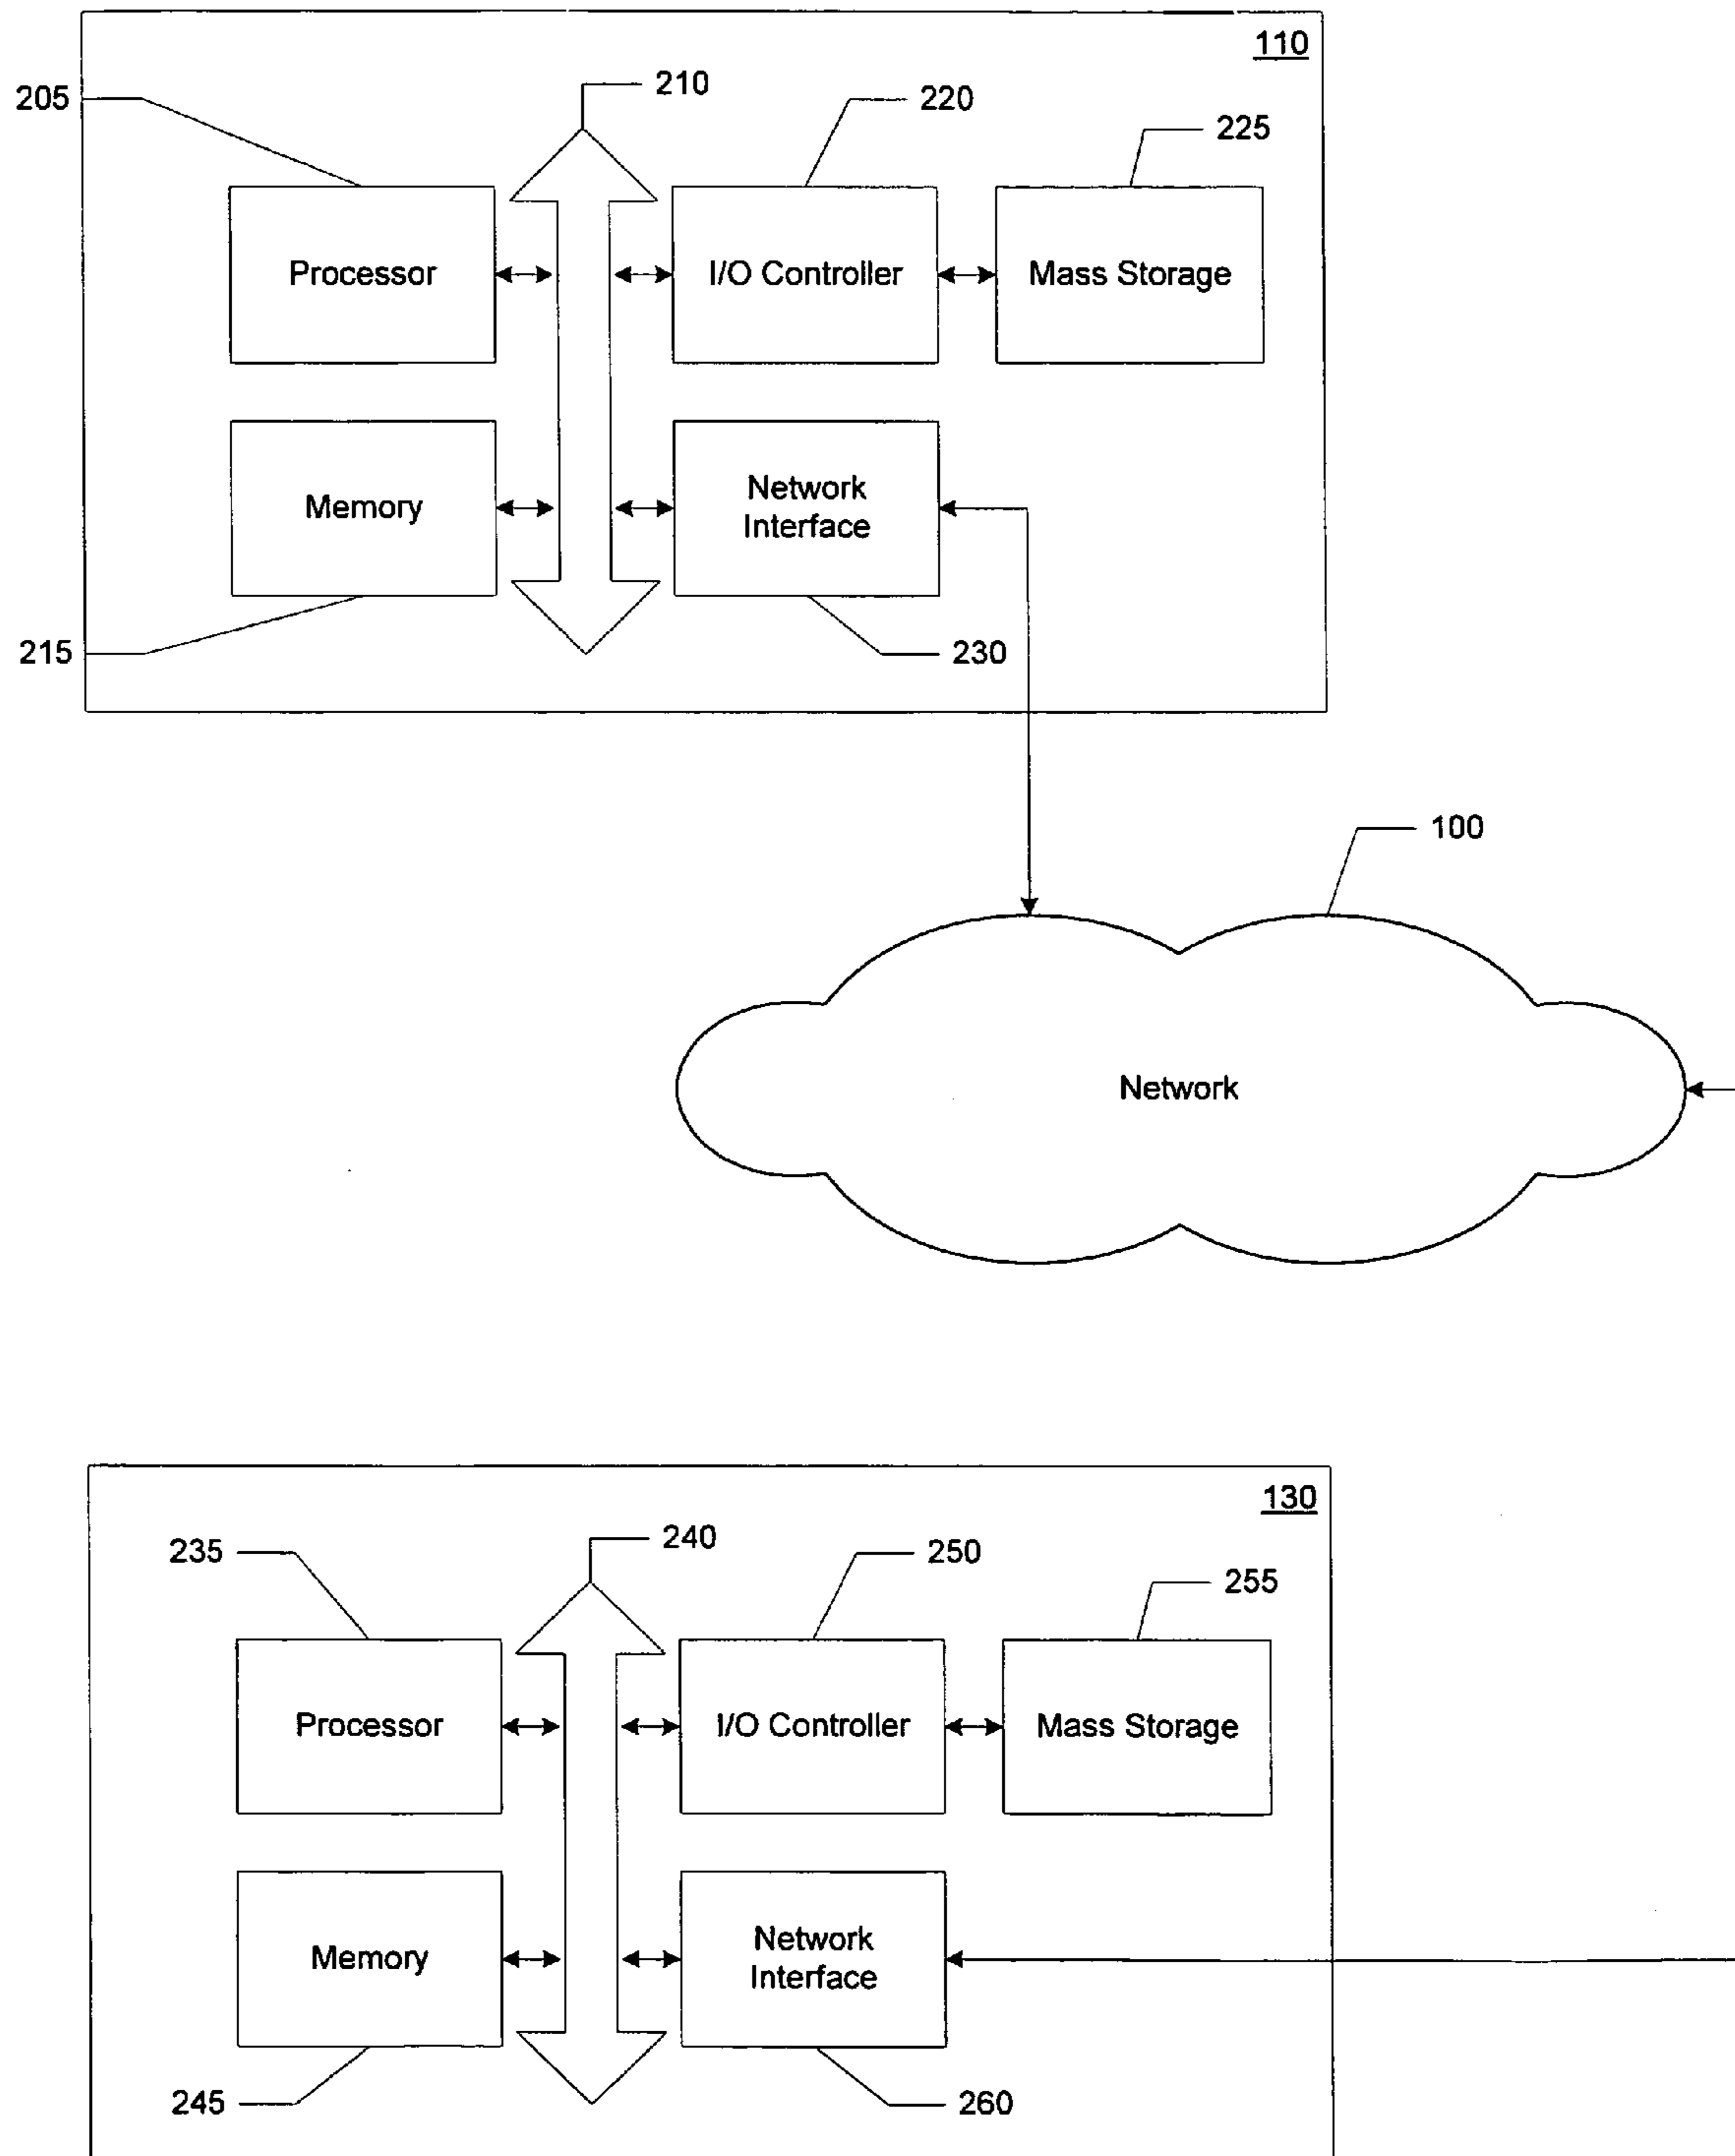 110
205
210
220
225
Processor
I/O Controller
Mass Storage
Memory
Network
Interface
215
230
100
Network
130
235
240
250
255
Processor
I/O Controller
Mass Storage
Memory
Network
Interface
245
260